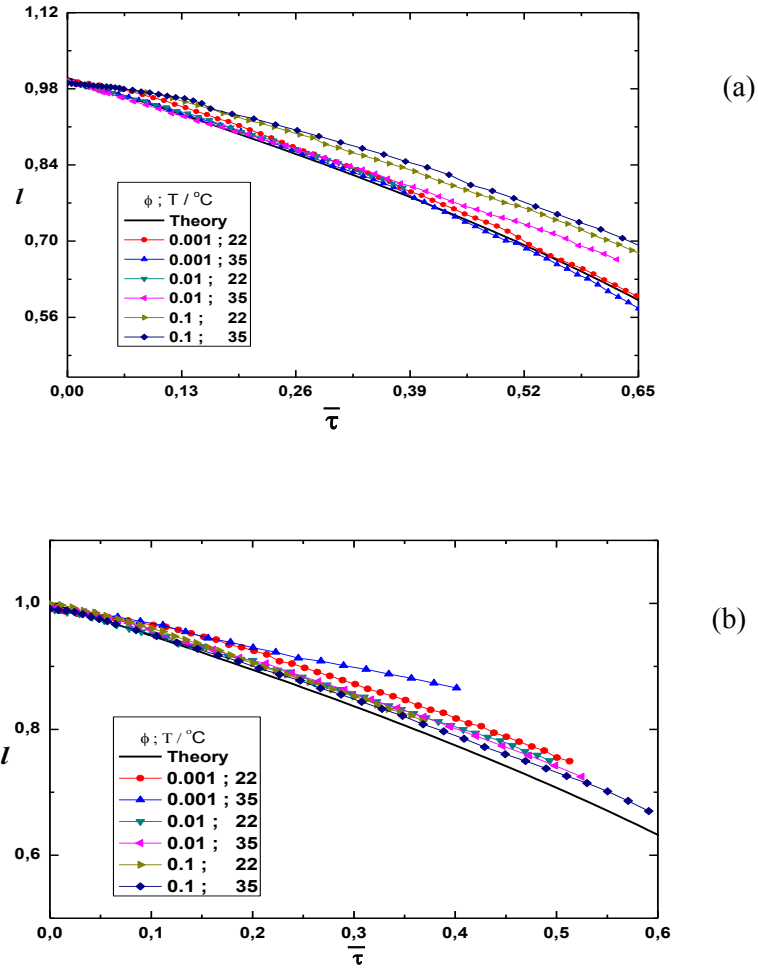 1,12
0,98
0,84
0,70
0,56
l
(a)
ϕ ; T / °C
Theory
0.001 ; 22
0.001 ; 35
0.01 ; 22
0.01 ; 35
0.1 ; 22
0.1 ; 35
0,00 0,13 0,26 0,39 0,52 0,65
τ̅
1,0
0,8
0,6
l
(b)
ϕ ; T / °C
Theory
0.001 ; 22
0.001 ; 35
0.01 ; 22
0.01 ; 35
0.1 ; 22
0.1 ; 35
0,0 0,1 0,2 0,3 0,4 0,5 0,6
τ̅